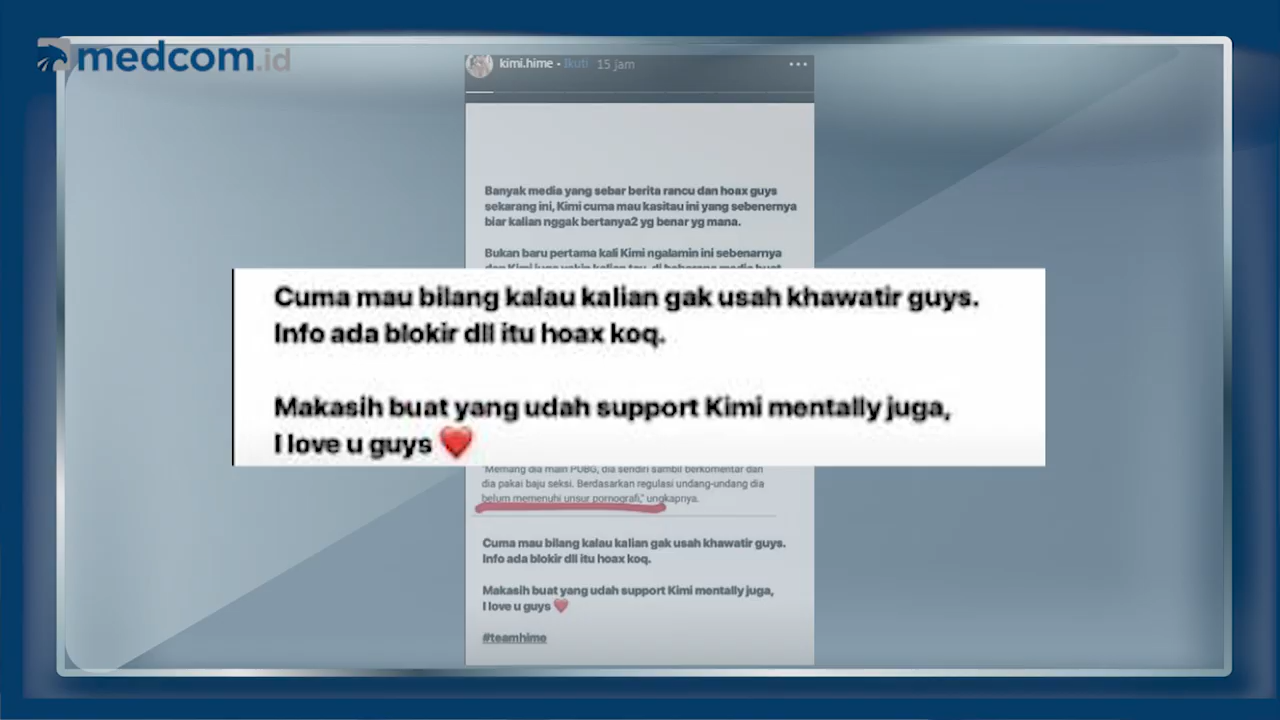 medcom.id
kimi.hime • Ikuti 15 jam
Banyak media yang sebar berita rancu dan hoax guys
sekarang ini, Kimi cuma mau kasitau ini yang sebenernya
biar kalian nggak bertanya2 yg benar yg mana.
Bukan baru pertama kali Kimi ngalamin ini sebenarnya
Cuma mau bilang kalau kalian gak usah khawatir guys.
Info ada blokir dll itu hoax koq.
Makasih buat yang udah support Kimi mentally juga,
I love u guys ❤️
"Memang dia main PUBG, dia sendiri sambil berkomentar dan
dia pakai baju seksi. Berdasarkan regulasi undang-undang dia
belum memenuhi unsur pornografi," ungkapnya.
Cuma mau bilang kalau kalian gak usah khawatir guys.
Info ada blokir dll itu hoax koq.
Makasih buat yang udah support Kimi mentally juga,
I love u guys ❤️
#teamhime